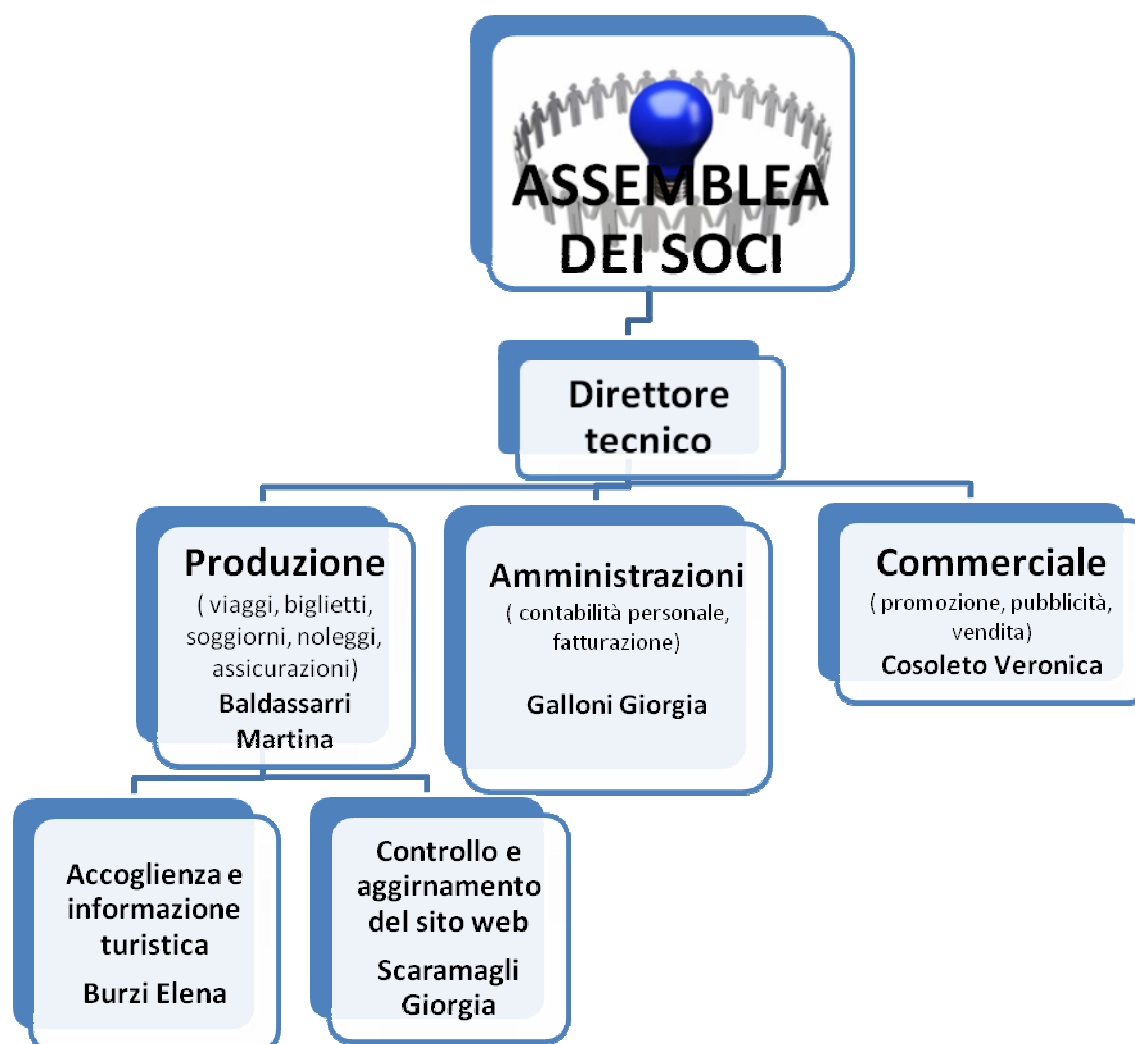 ASSEMBLEA
DEI SOCI
Direttore
tecnico
Produzione
( viaggi, biglietti,
soggiorni, noleggi,
assicurazioni)
Baldassarri
Martina
Amministrazioni
( contabilità personale,
fatturazione)
Galloni Giorgia
Commerciale
( promozione, pubblicità,
vendita)
Cosoleto Veronica
Accoglienza e
informazione
turistica
Burzi Elena
Controllo e
aggirnamento
del sito web
Scaramagli
Giorgia